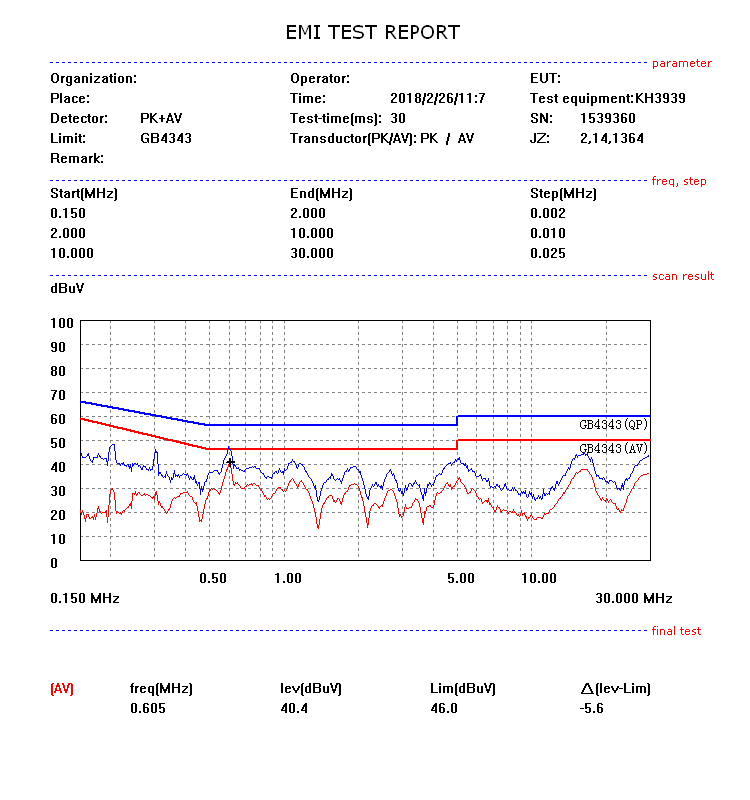 EMI TEST REPORT
parameter
Organization: Operator: EUT:
Place: Time: 2018/2/26/11:7 Test equipment:KH3939
Detector: PK+AV Test-time(ms): 30 SN: 1539360
Limit: GB4343 Transductor(PK/AV): PK / AV JZ: 2,14,1364
Remark:
freq, step
Start(MHz) End(MHz) Step(MHz)
0.150 2.000 0.002
2.000 10.000 0.010
10.000 30.000 0.025
scan result
dBuV
100
90
80
70
60
GB4343(QP)
50
GB4343(AV)
40
30
20
10
0
0.50 1.00 5.00 10.00
0.150 MHz 30.000 MHz
final test
(AV) freq(MHz) lev(dBuV) Lim(dBuV) △(lev-Lim)
0.605 40.4 46.0 -5.6